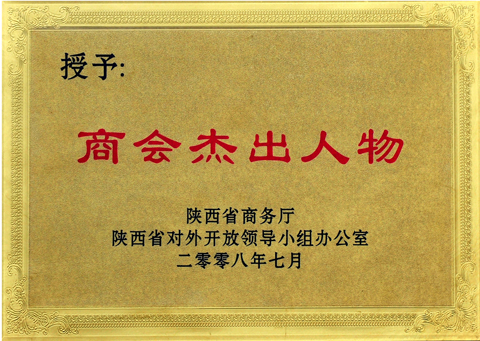 授予:
商会杰出人物
陕西省商务厅
陕西省对外开放领导小组办公室
二零零八年七月